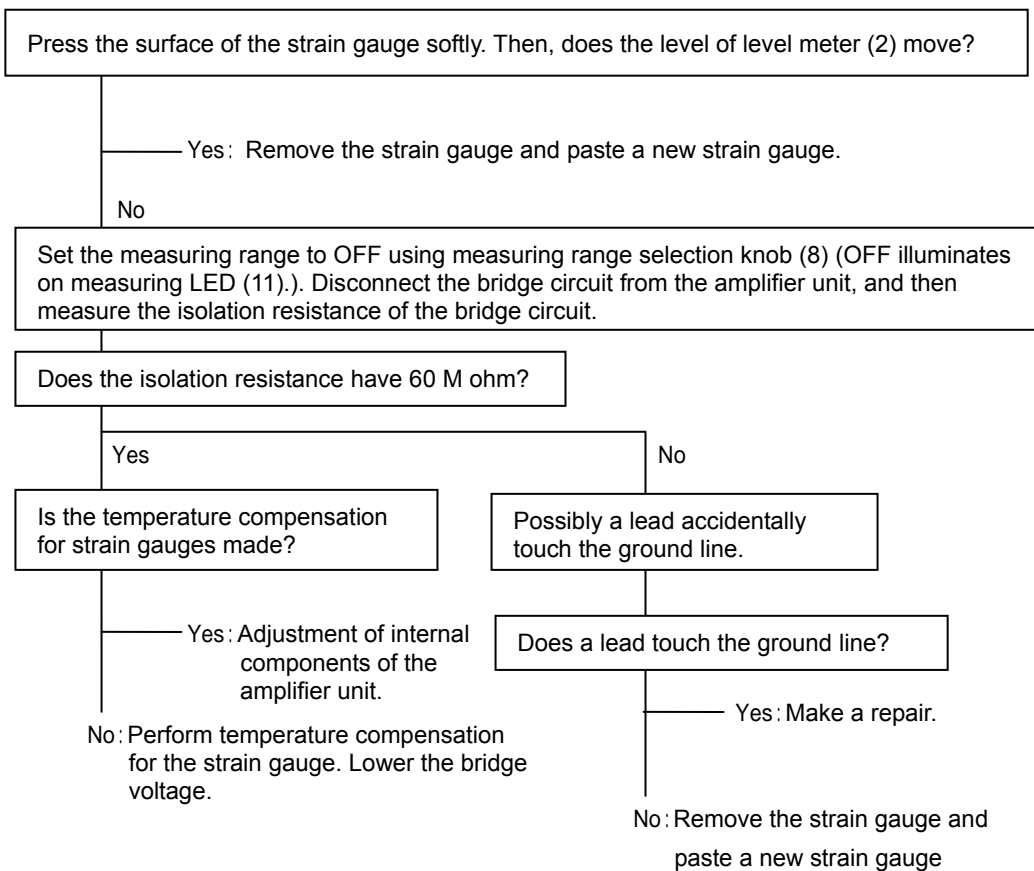 Press the surface of the strain gauge softly. Then, does the level of level meter (2) move?
Yes: Remove the strain gauge and paste a new strain gauge.
No
Set the measuring range to OFF using measuring range selection knob (8) (OFF illuminates
on measuring LED (11).). Disconnect the bridge circuit from the amplifier unit, and then
measure the isolation resistance of the bridge circuit.
Does the isolation resistance have 60 M ohm?
Yes
No
Is the temperature compensation
for strain gauges made?
Possibly a lead accidentally
touch the ground line.
Yes: Adjustment of internal
components of the
amplifier unit.
Does a lead touch the ground line?
Yes: Make a repair.
No: Perform temperature compensation
for the strain gauge. Lower the bridge
voltage.
No: Remove the strain gauge and
paste a new strain gauge